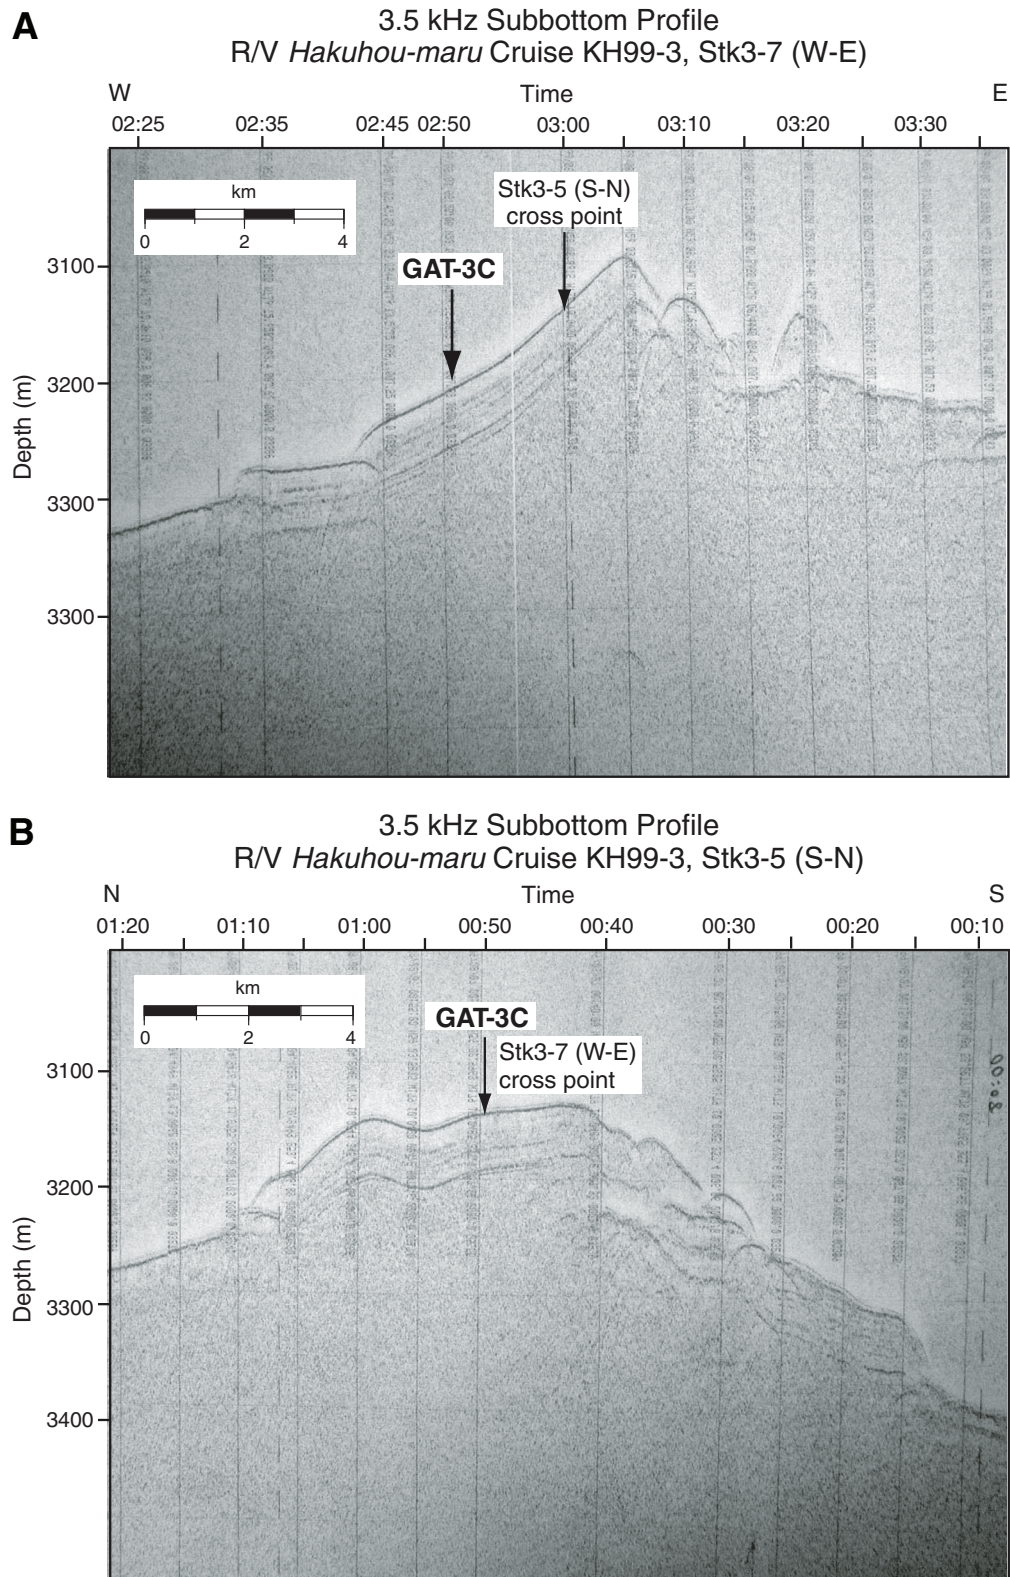 A
3.5 kHz Subbottom Profile
R/V Hakuhou-maru Cruise KH99-3, Stk3-7 (W-E)
W Time E
02:25 02:35 02:45 02:50 03:00 03:10 03:20 03:30
km
0 2 4
Stk3-5 (S-N)
cross point
GAT-3C
3100
3200
3300
3300
Depth (m)
B
3.5 kHz Subbottom Profile
R/V Hakuhou-maru Cruise KH99-3, Stk3-5 (S-N)
N Time S
01:20 01:10 01:00 00:50 00:40 00:30 00:20 00:10
km
0 2 4
GAT-3C
Stk3-7 (W-E)
cross point
00:08
3100
3200
3300
3400
Depth (m)